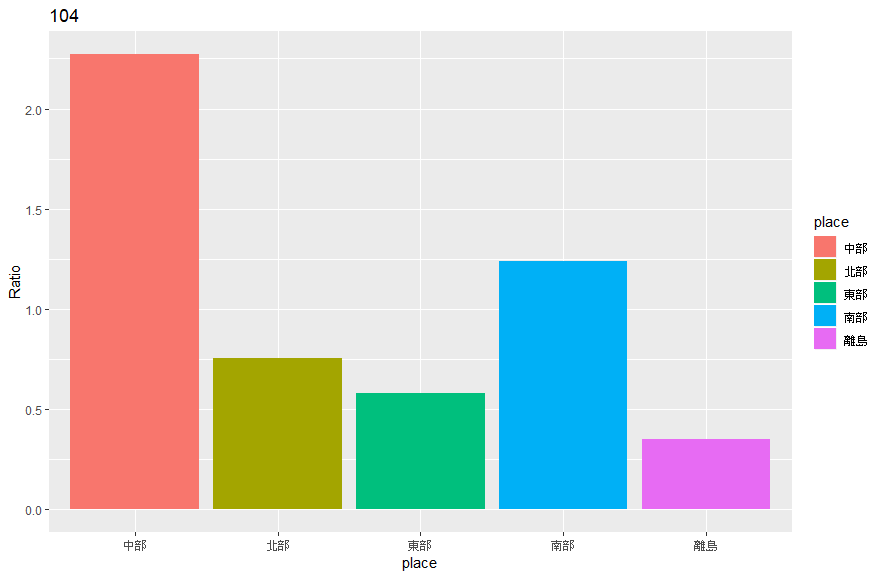 104
Ratio
2.0
1.5
1.0
0.5
0.0
中部 北部 東部 南部 離島
place
place
中部
北部
東部
南部
離島